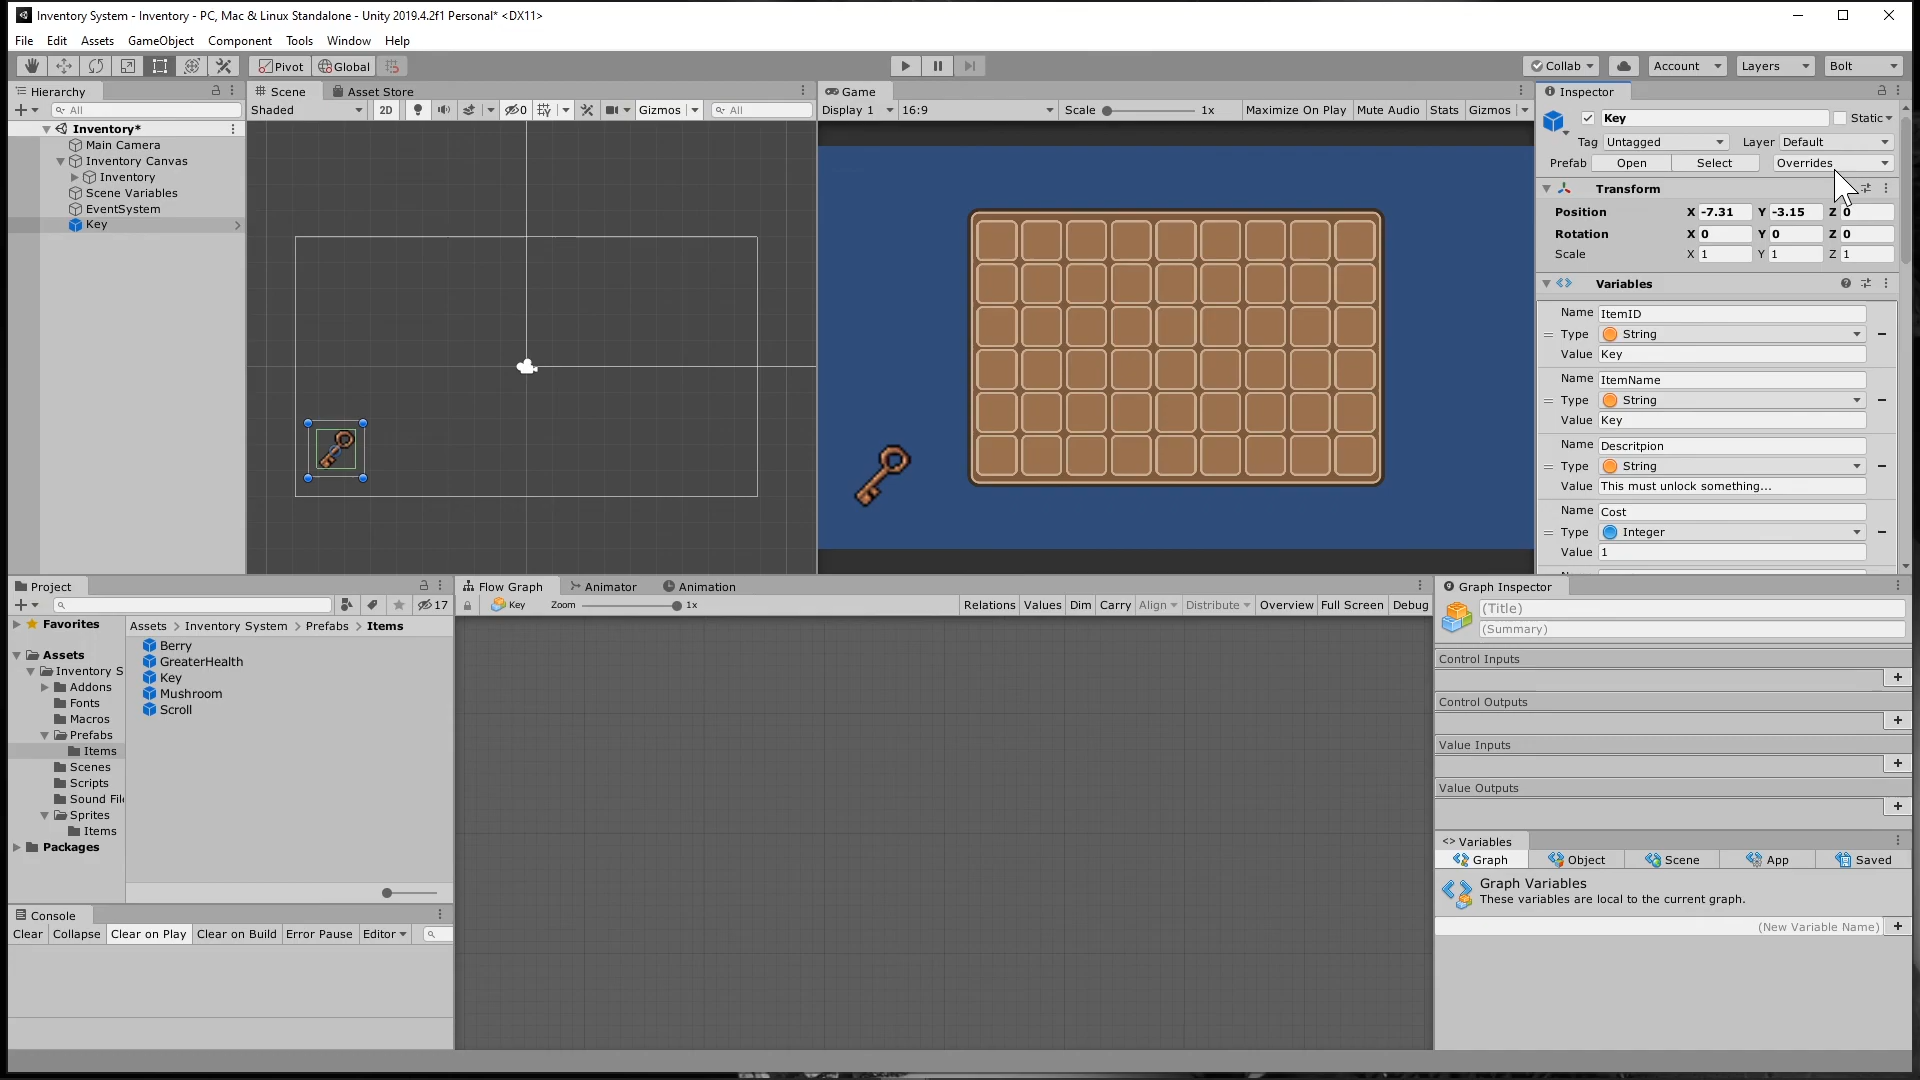 Inventory System - Inventory - PC, Mac & Linux Standalone - Unity 2019.4.2f1 Personal* <DX11>
File Edit Assets GameObject Component Tools Window Help
Pivot Global Collab Account Layers Bolt
Hierarchy
All
Inventory*
Main Camera
Inventory Canvas
Inventory
Scene Variables
EventSystem
Key
Scene Asset Store
Shaded 2D 0 Gizmos All
Game
Display 1 16:9 Scale 1x Maximize On Play Mute Audio Stats Gizmos
Inspector
Key Static
Tag Untagged Layer Default
Prefab Open Select Overrides
Transform
Position X -7.31 Y -3.15 Z 0
Rotation X 0 Y 0 Z 0
Scale X 1 Y 1 Z 1
Variables
Name ItemID
Type String
Value Key
Name ItemName
Type String
Value Key
Name Descritpion
Type String
Value This must unlock something...
Name Cost
Type Integer
Value 1
Project
17
Favorites
Assets
Inventory S
Addons
Fonts
Macros
Prefabs
Items
Scenes
Scripts
Sound File
Sprites
Items
Packages
Assets > Inventory System > Prefabs > Items
Berry
GreaterHealth
Key
Mushroom
Scroll
Console
Clear Collapse Clear on Play Clear on Build Error Pause Editor
Flow Graph Animator Animation
Key Zoom 1x Relations Values Dim Carry Align Distribute Overview Full Screen Debug
Graph Inspector
(Title)
(Summary)
Control Inputs
Control Outputs
Value Inputs
Value Outputs
<> Variables
Graph Object Scene App Saved
Graph Variables
These variables are local to the current graph.
(New Variable Name)